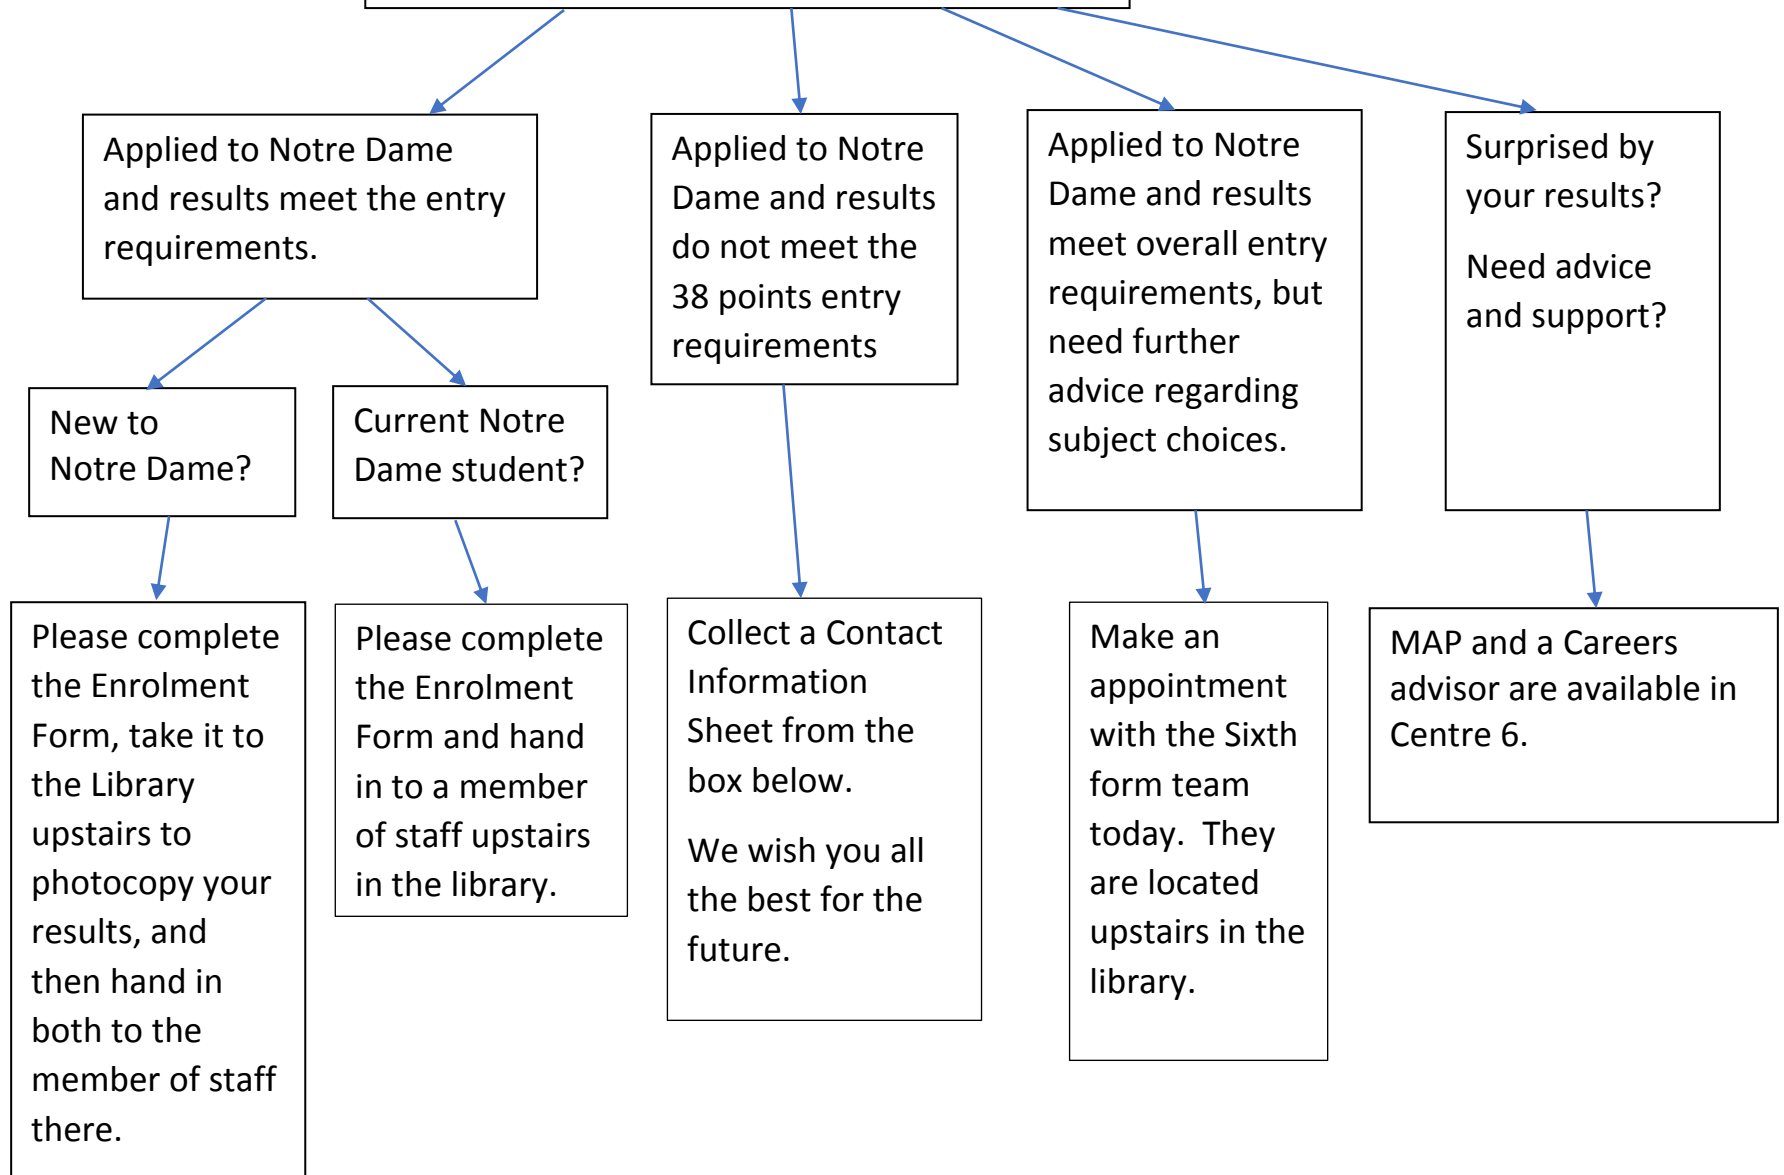 Applied to Notre Dame
and results meet the entry
requirements.
Applied to Notre
Dame and results
do not meet the
38 points entry
requirements
Applied to Notre
Dame and results
meet overall entry
requirements, but
need further
advice regarding
subject choices.
Surprised by
your results?
Need advice
and support?
New to
Notre Dame?
Current Notre
Dame student?
Please complete
the Enrolment
Form, take it to
the Library
upstairs to
photocopy your
results, and
then hand in
both to the
member of staff
there.
Please complete
the Enrolment
Form and hand
in to a member
of staff upstairs
in the library.
Collect a Contact
Information
Sheet from the
box below.
We wish you all
the best for the
future.
Make an
appointment
with the Sixth
form team
today.  They
are located
upstairs in the
library.
MAP and a Careers
advisor are available in
Centre 6.